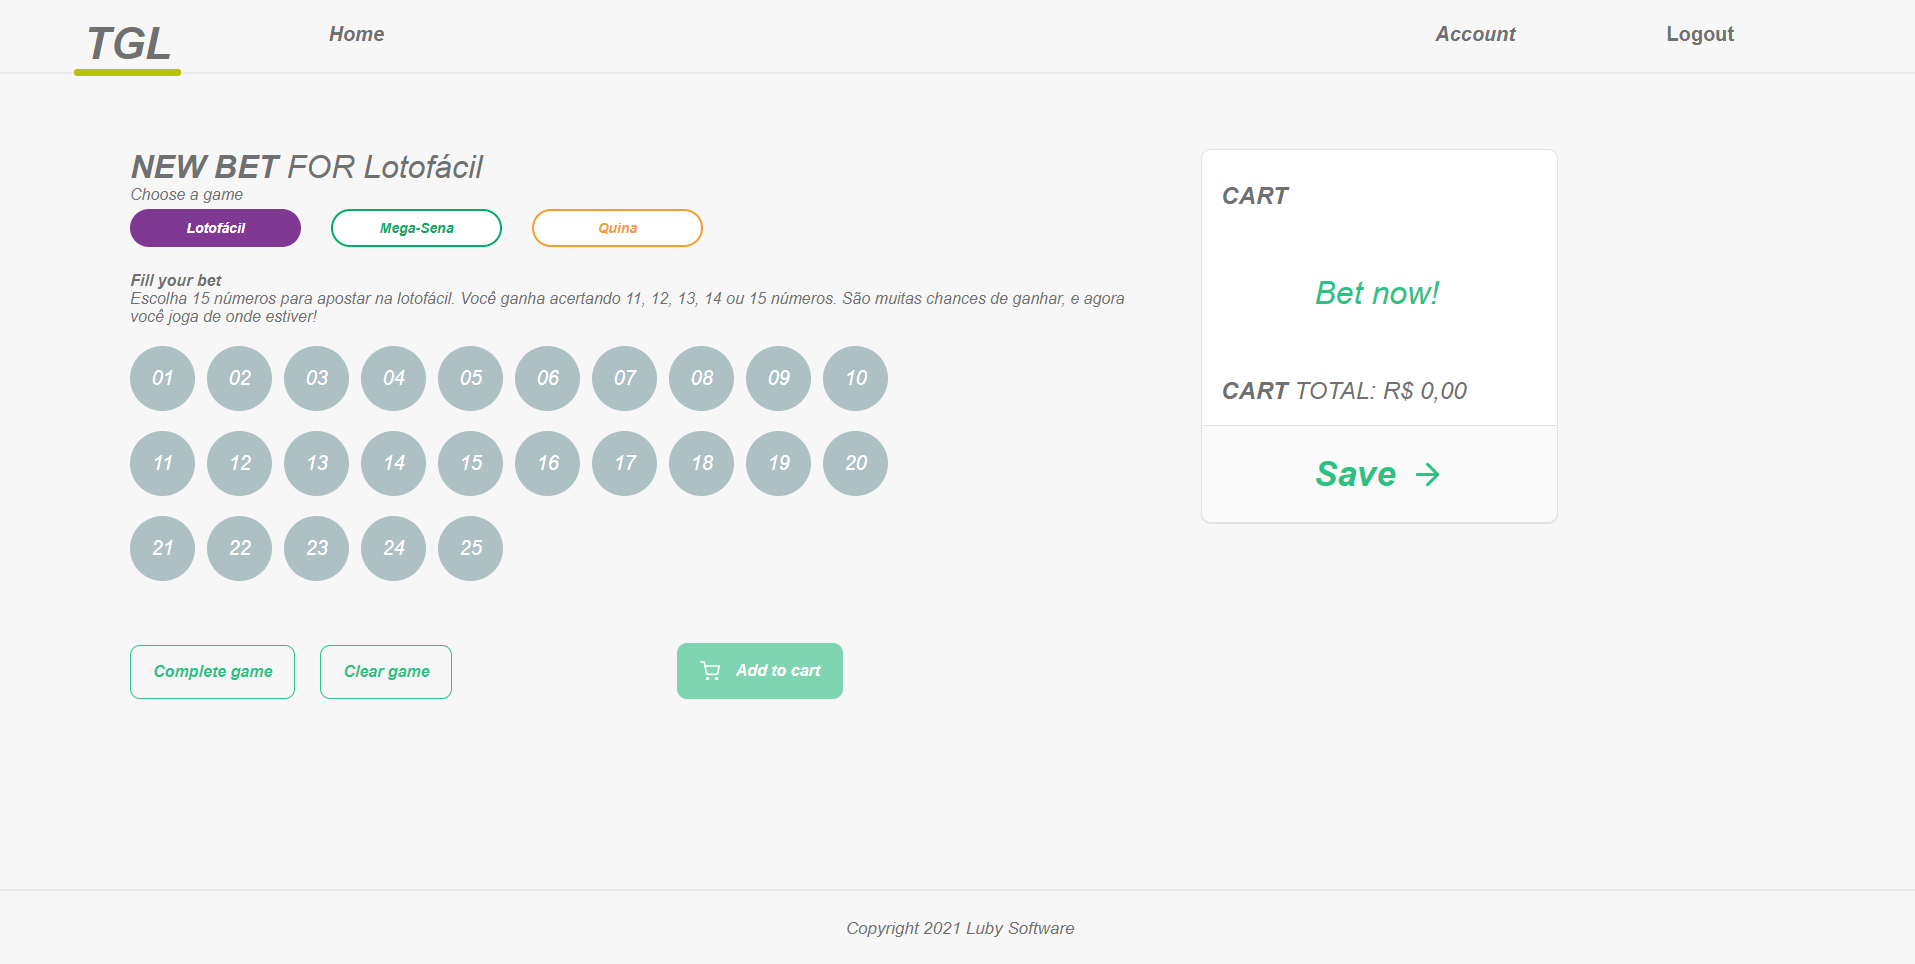 TGL
Home
Account
Logout
NEW BET FOR Lotofácil
Choose a game
Lotofácil
Mega-Sena
Quina
Fill your bet
Escolha 15 números para apostar na lotofácil. Você ganha acertando 11, 12, 13, 14 ou 15 números. São muitas chances de ganhar, e agora
você joga de onde estiver!
01 02 03 04 05 06 07 08 09 10
11 12 13 14 15 16 17 18 19 20
21 22 23 24 25
Complete game
Clear game
Add to cart
CART
Bet now!
CART TOTAL: R$ 0,00
Save
Copyright 2021 Luby Software